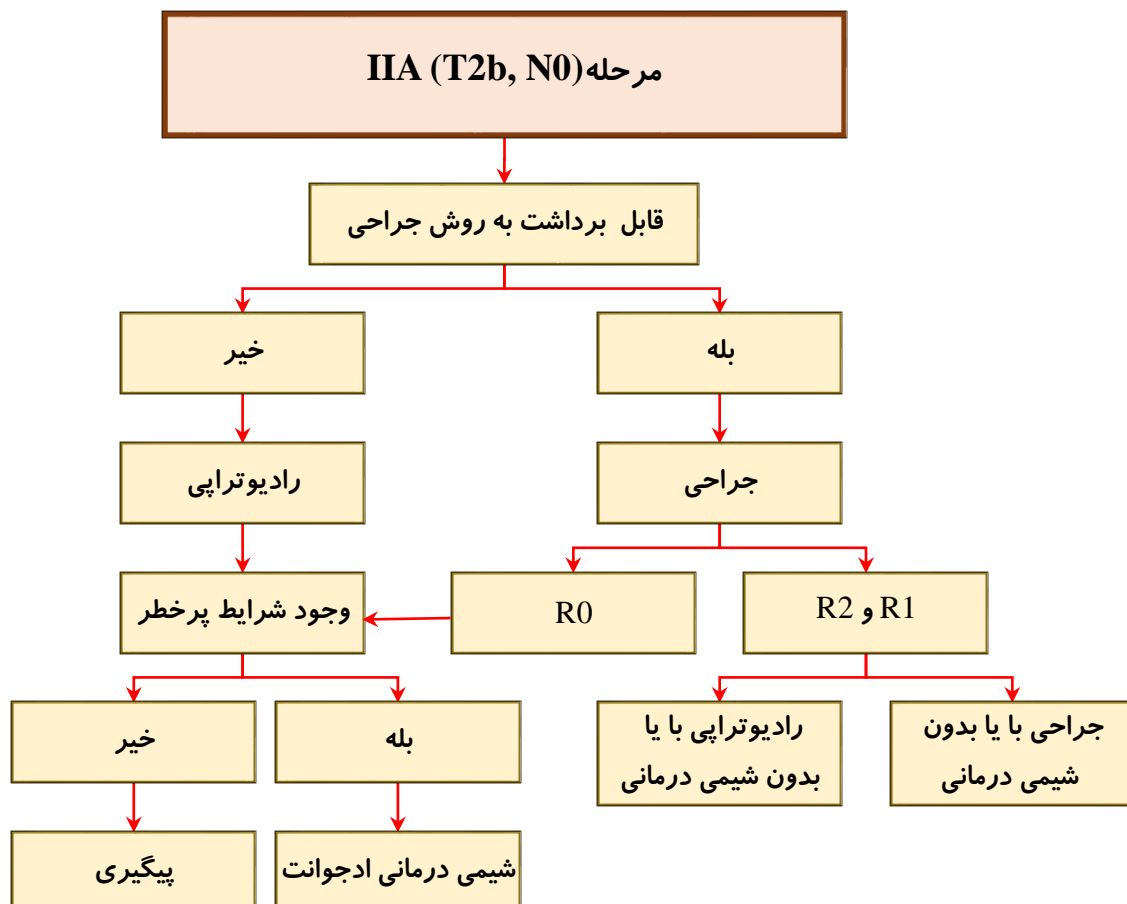 مرحله IIA (T2b, N0)
قابل برداشت به روش جراحی
بله
خیر
جراحی
رادیوتراپی
R1 و R2
R0
وجود شرایط پرخطر
جراحی با یا بدون
شیمی درمانی
رادیوتراپی با یا
بدون شیمی درمانی
بله
خیر
شیمی درمانی ادجوانت
پیگیری